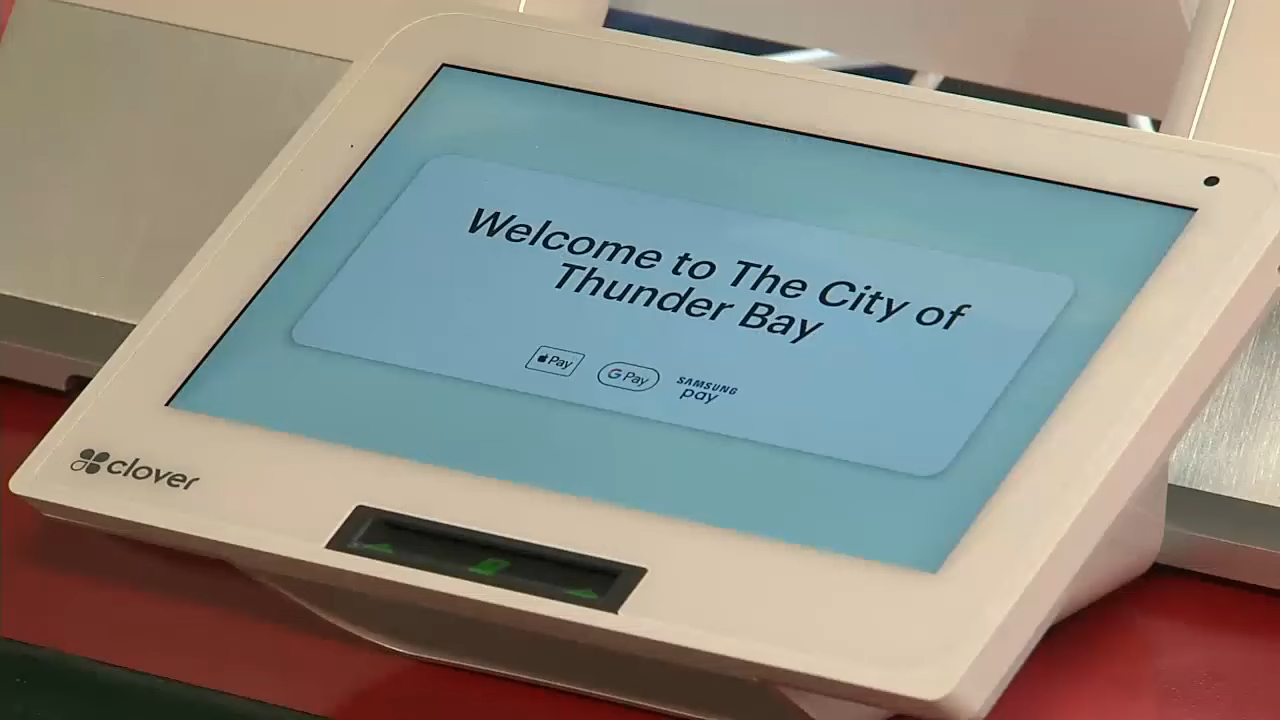 Welcome to The City of
Thunder Bay
Pay
G Pay
SAMSUNG
pay
clover